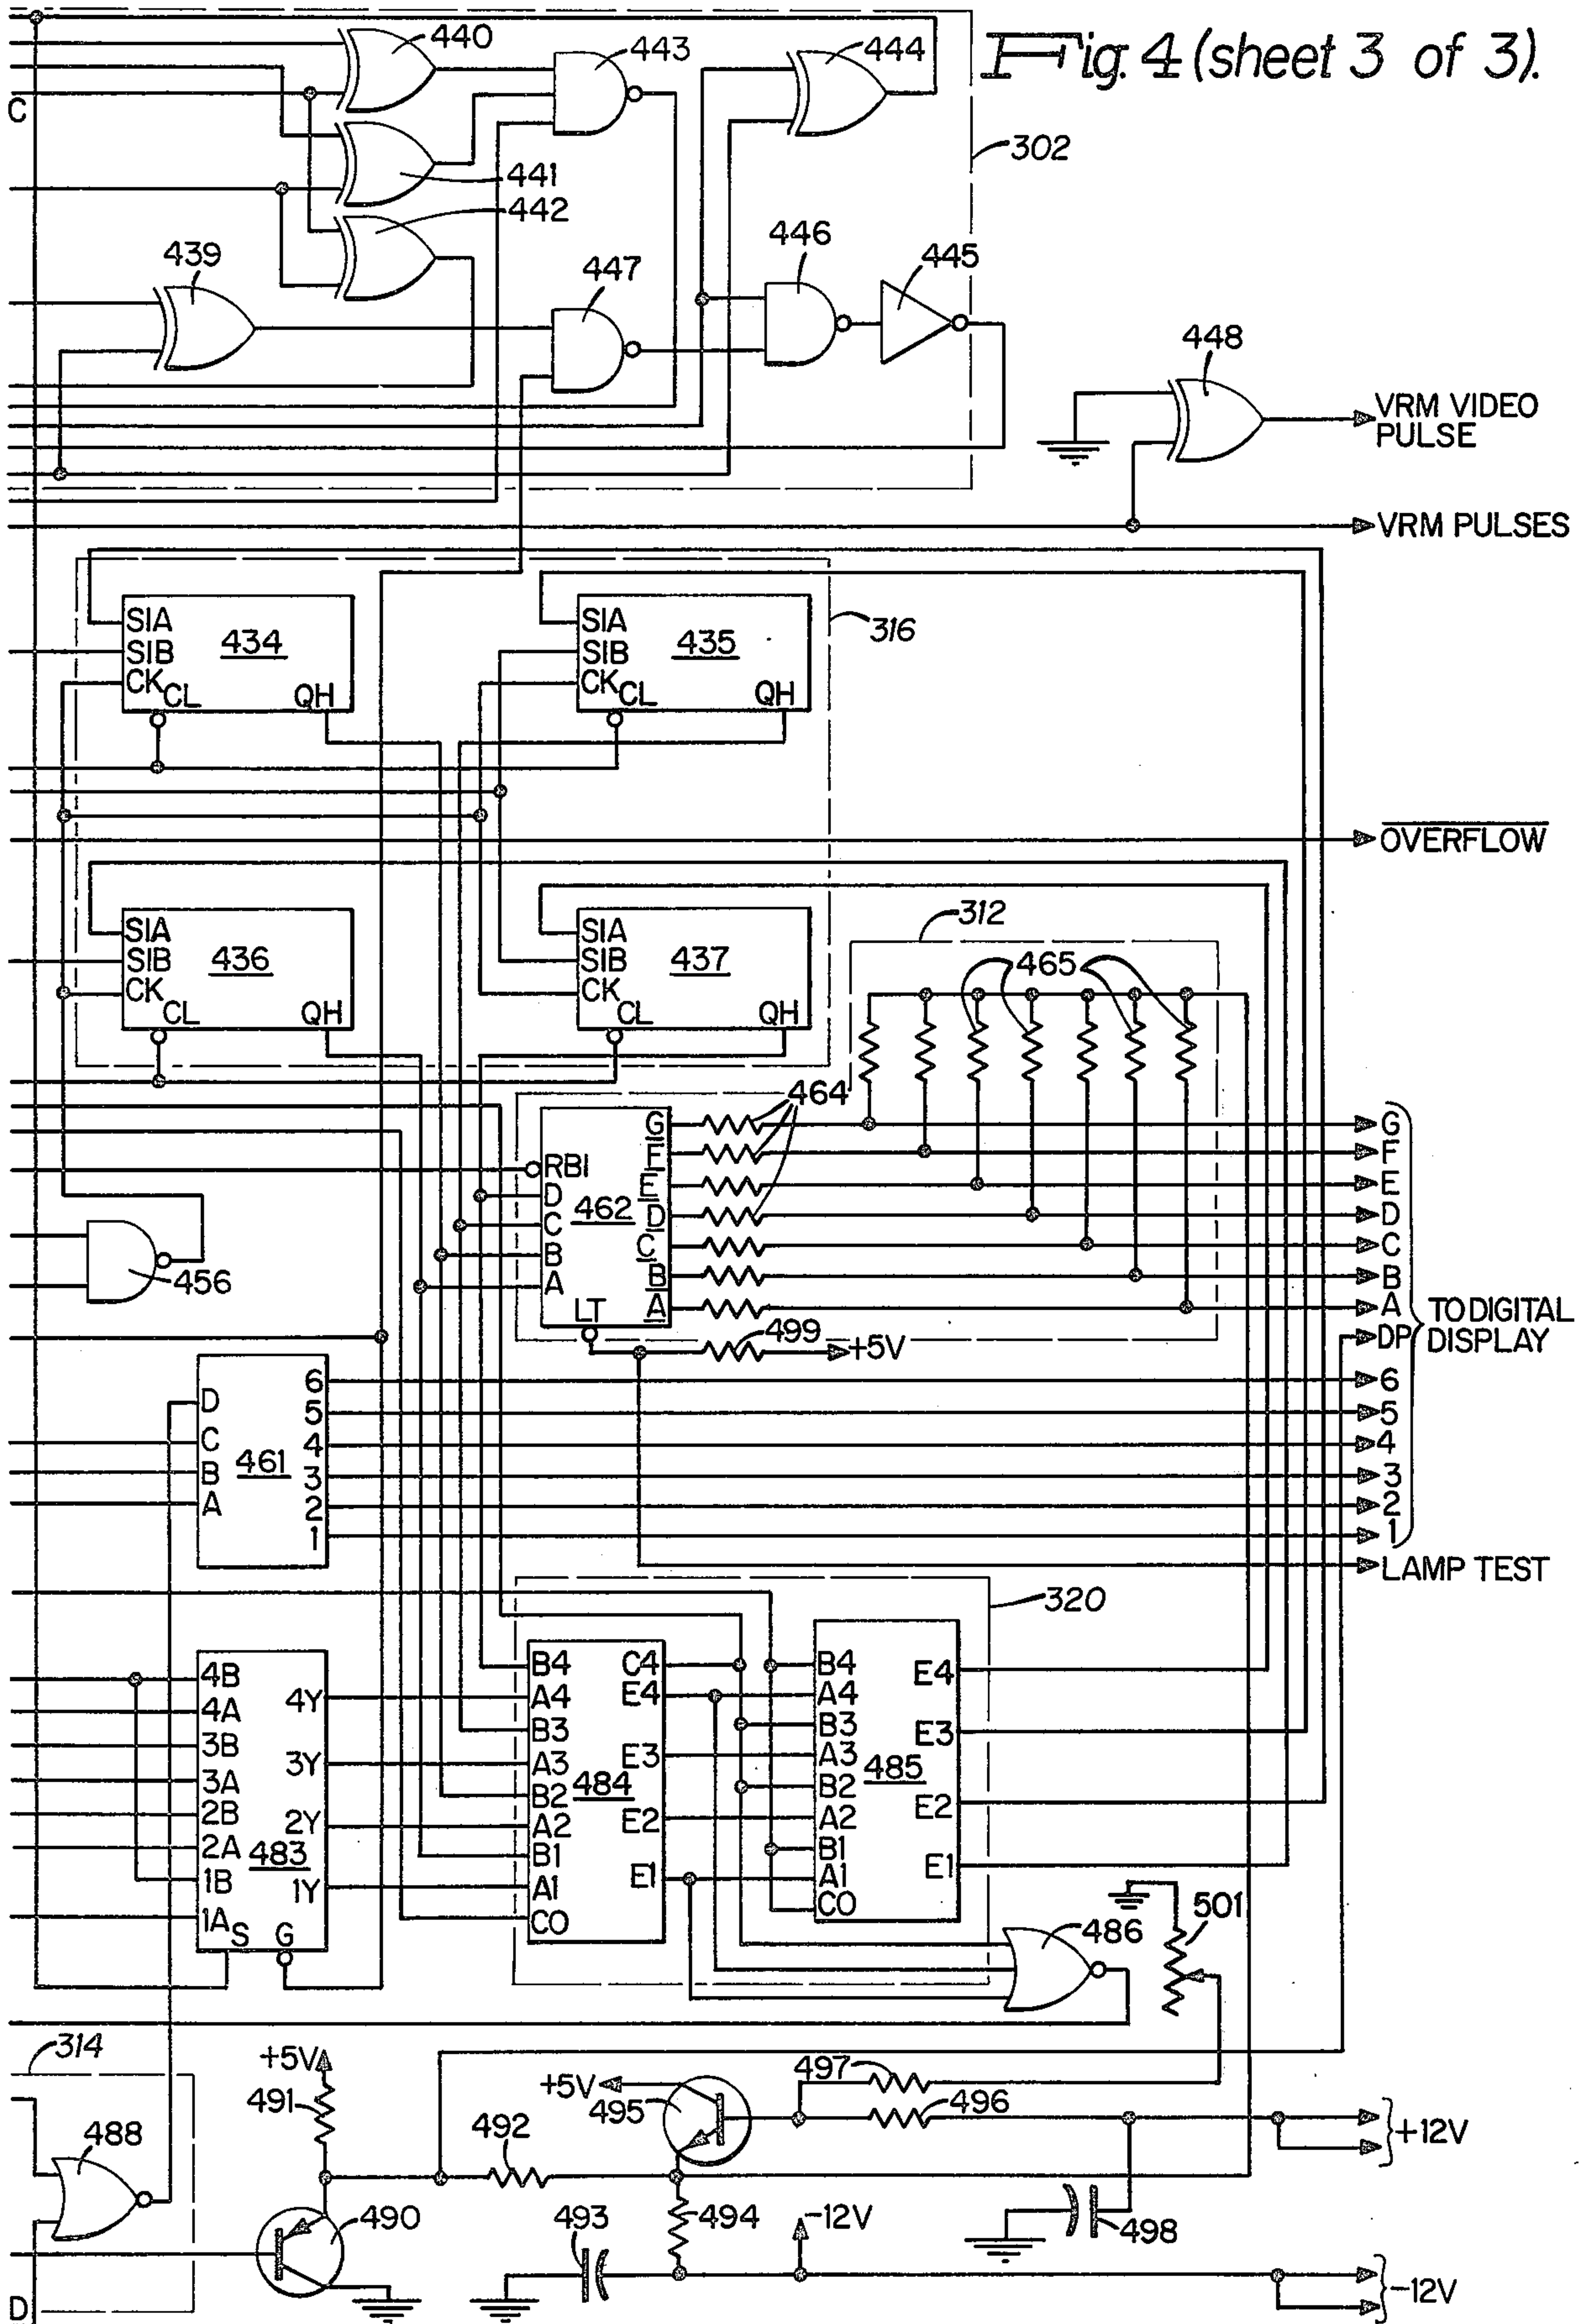 Fig. 4 (sheet 3 of 3).
440
443
444
C
302
441
442
439
447
446
445
448
VRM VIDEO
PULSE
VRM PULSES
SIA
SIB
CK
CL
434
QH
SIA
SIB
CK
CL
435
QH
316
OVERFLOW
SIA
SIB
CK
CL
436
QH
SIA
SIB
CK
CL
437
QH
312
465
464
RBI
D
C
B
A
LT
462
G
F
E
D
C
B
A
499
+5V
G
F
E
D
C
B
A
DP
6
5
4
3
2
1
TO DIGITAL
DISPLAY
LAMP TEST
456
D
C
B
A
461
6
5
4
3
2
1
320
4B
4A
3B
3A
2B
2A
1B
1A
S
G
483
4Y
3Y
2Y
1Y
B4
A4
B3
A3
B2
A2
B1
A1
CO
484
C4
E4
E3
E2
E1
B4
A4
B3
A3
B2
A2
B1
A1
CO
485
E4
E3
E2
E1
486
501
314
+5V
491
488
492
+5V
495
497
496
+12V
490
493
494
-12V
498
-12V
D